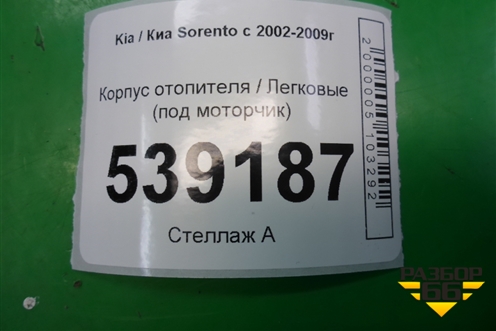 Kia / Киа Sorento с 2002-2009г
Корпус отопителя / Легковые
(под моторчик)
539187
Стеллаж А
2000005103292
РАЗБОР
66